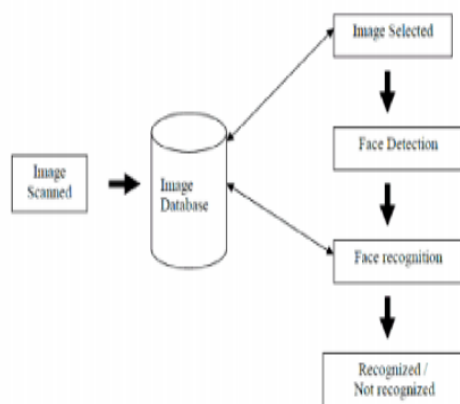 Image Selected
Face Detection
Image
Scanned
Image
Database
Face recognition
Recognized /
Not recognized